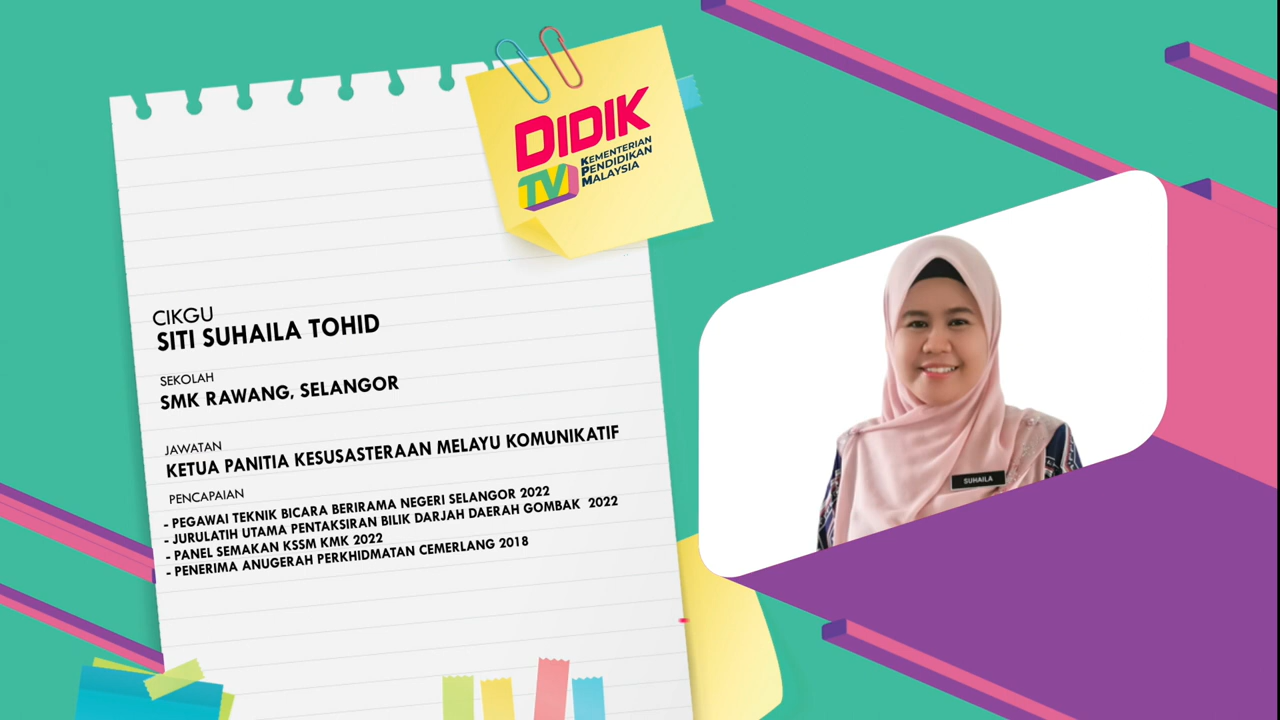 DIDIK
TV
KEMENTERIAN
PENDIDIKAN
MALAYSIA
CIKGU
SITI SUHAILA TOHID
SEKOLAH
SMK RAWANG, SELANGOR
JAWATAN
KETUA PANITIA KESUSASTERAAN MELAYU KOMUNIKATIF
PENCAPAIAN
- PEGAWAI TEKNIK BICARA BERIRAMA NEGERI SELANGOR 2022
- JURULATIH UTAMA PENTAKSIRAN BILIK DARJAH DAERAH GOMBAK 2022
- PANEL SEMAKAN KSSM KMK 2022
- PENERIMA ANUGERAH PERKHIDMATAN CEMERLANG 2018
SUHAILA